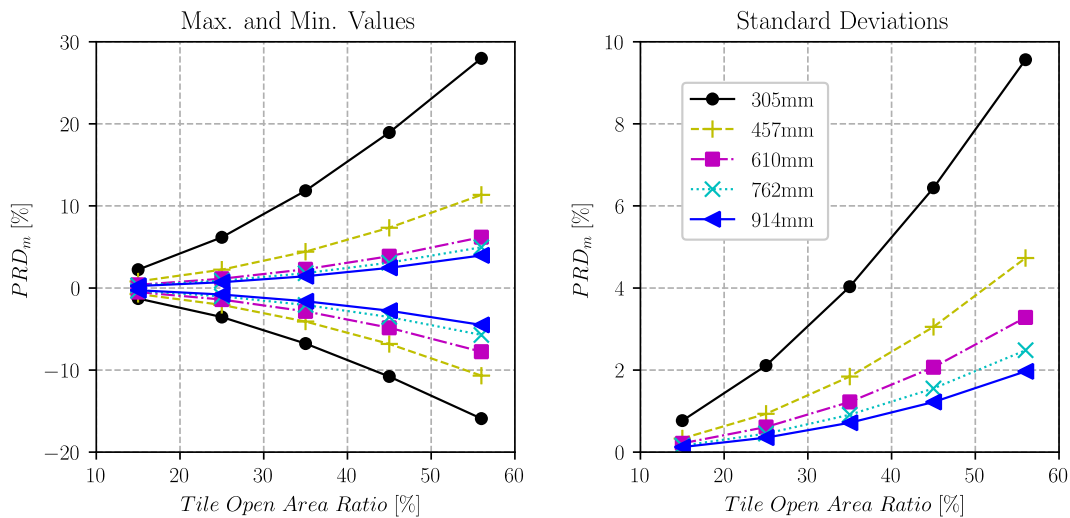 Max. and Min. Values
30
20
10
0
−10
−20
PRDm [%]
10 20 30 40 50 60
Tile Open Area Ratio [%]
Standard Deviations
10
8
6
4
2
0
PRDm [%]
305mm
457mm
610mm
762mm
914mm
10 20 30 40 50 60
Tile Open Area Ratio [%]